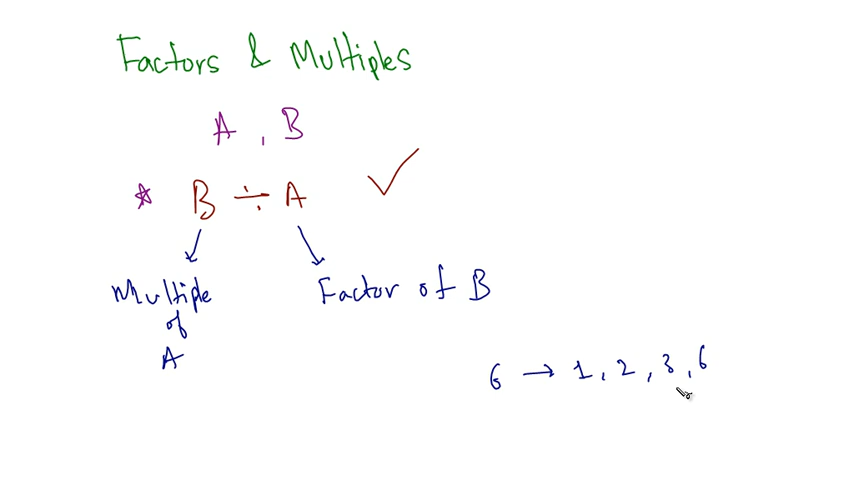 Factors & Multiples
A , B
* B ÷ A ✓
Multiple
of
A
Factor of B
6 → 1, 2, 3, 6